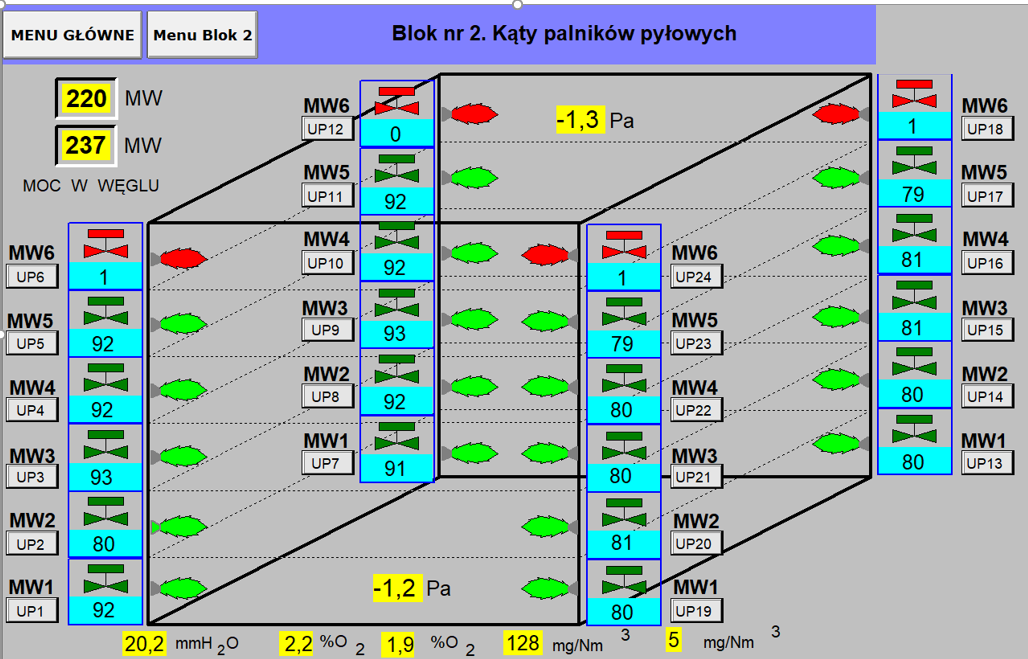 MENU GŁÓWNE
Menu Blok 2
Blok nr 2. Kąty palników pyłowych
220 MW
237 MW
MOC W WĘGLU
-1,3 Pa
MW6
UP12
0
MW5
UP11
92
MW4
UP10
92
MW3
UP9
93
MW2
UP8
92
MW1
UP7
91
1
MW6
UP18
79
MW5
UP17
81
MW4
UP16
81
MW3
UP15
80
MW2
UP14
80
MW1
UP13
MW6
UP6
1
MW5
UP5
92
MW4
UP4
92
MW3
UP3
93
MW2
UP2
80
MW1
UP1
92
1
MW6
UP24
79
MW5
UP23
80
MW4
UP22
80
MW3
UP21
81
MW2
UP20
80
MW1
UP19
-1,2 Pa
20,2 mmH2O 2,2 %O2 1,9 %O2 128 mg/Nm3 5 mg/Nm3